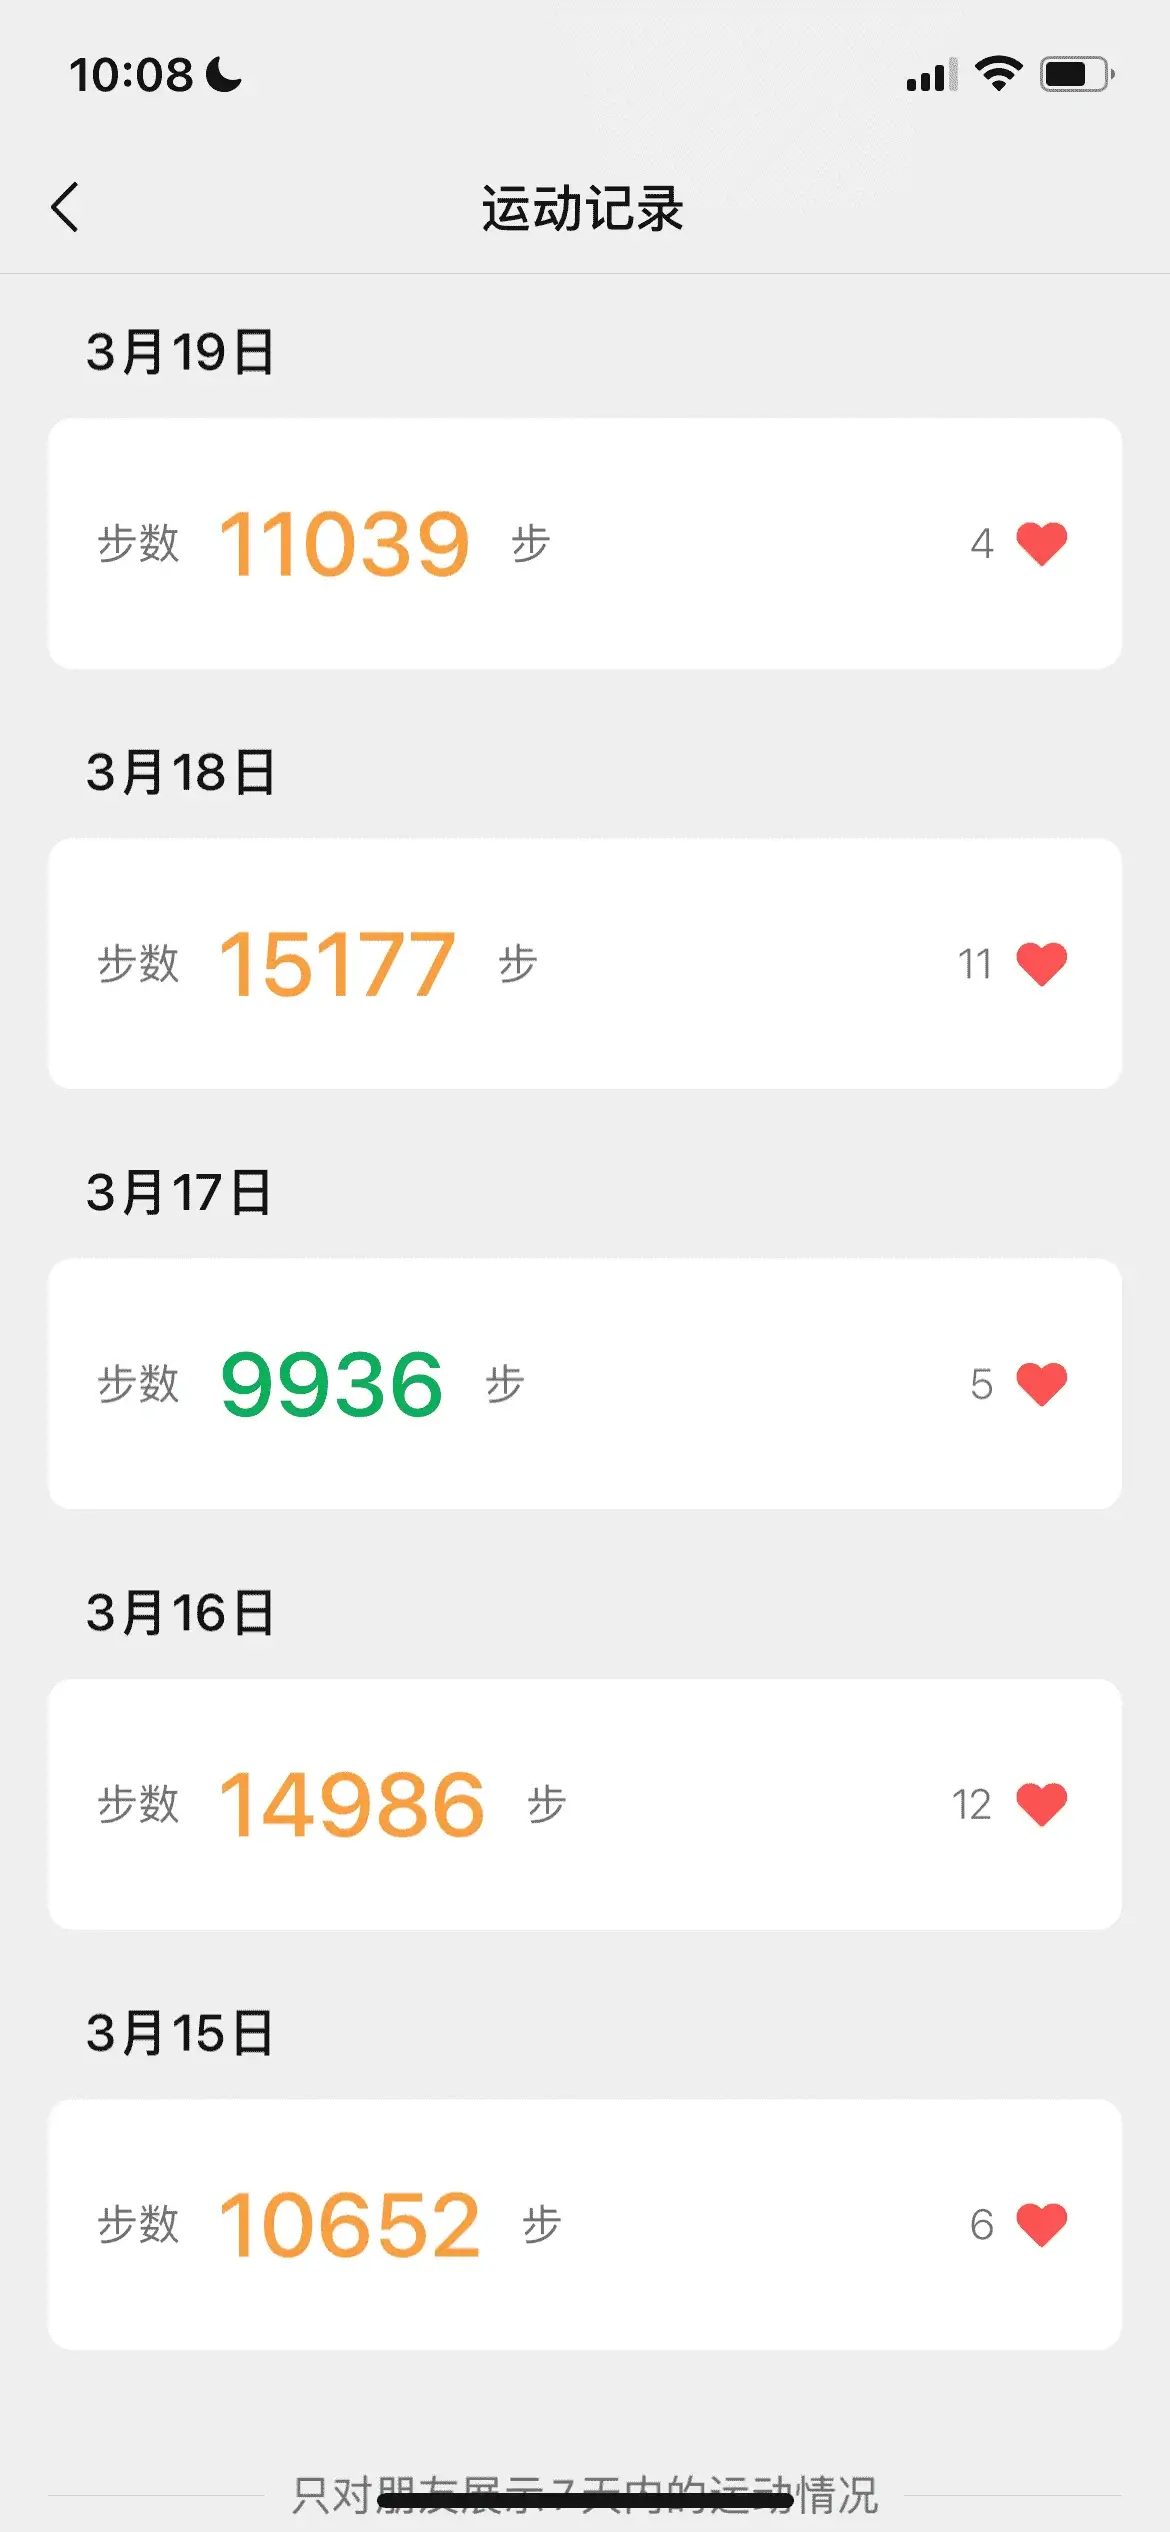 10:08
运动记录
3月19日
步数 11039 步 4
3月18日
步数 15177 步 11
3月17日
步数 9936 步 5
3月16日
步数 14986 步 12
3月15日
步数 10652 步 6
只对朋友展示7天内的运动情况